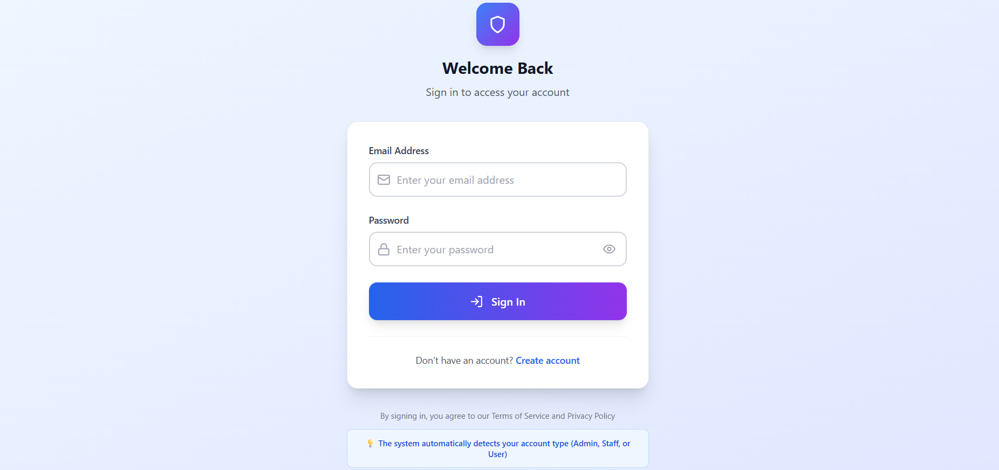 Welcome Back
Sign in to access your account
Email Address
Enter your email address
Password
Enter your password
Sign In
Don't have an account? Create account
By signing in, you agree to our Terms of Service and Privacy Policy
💡 The system automatically detects your account type (Admin, Staff, or
User)